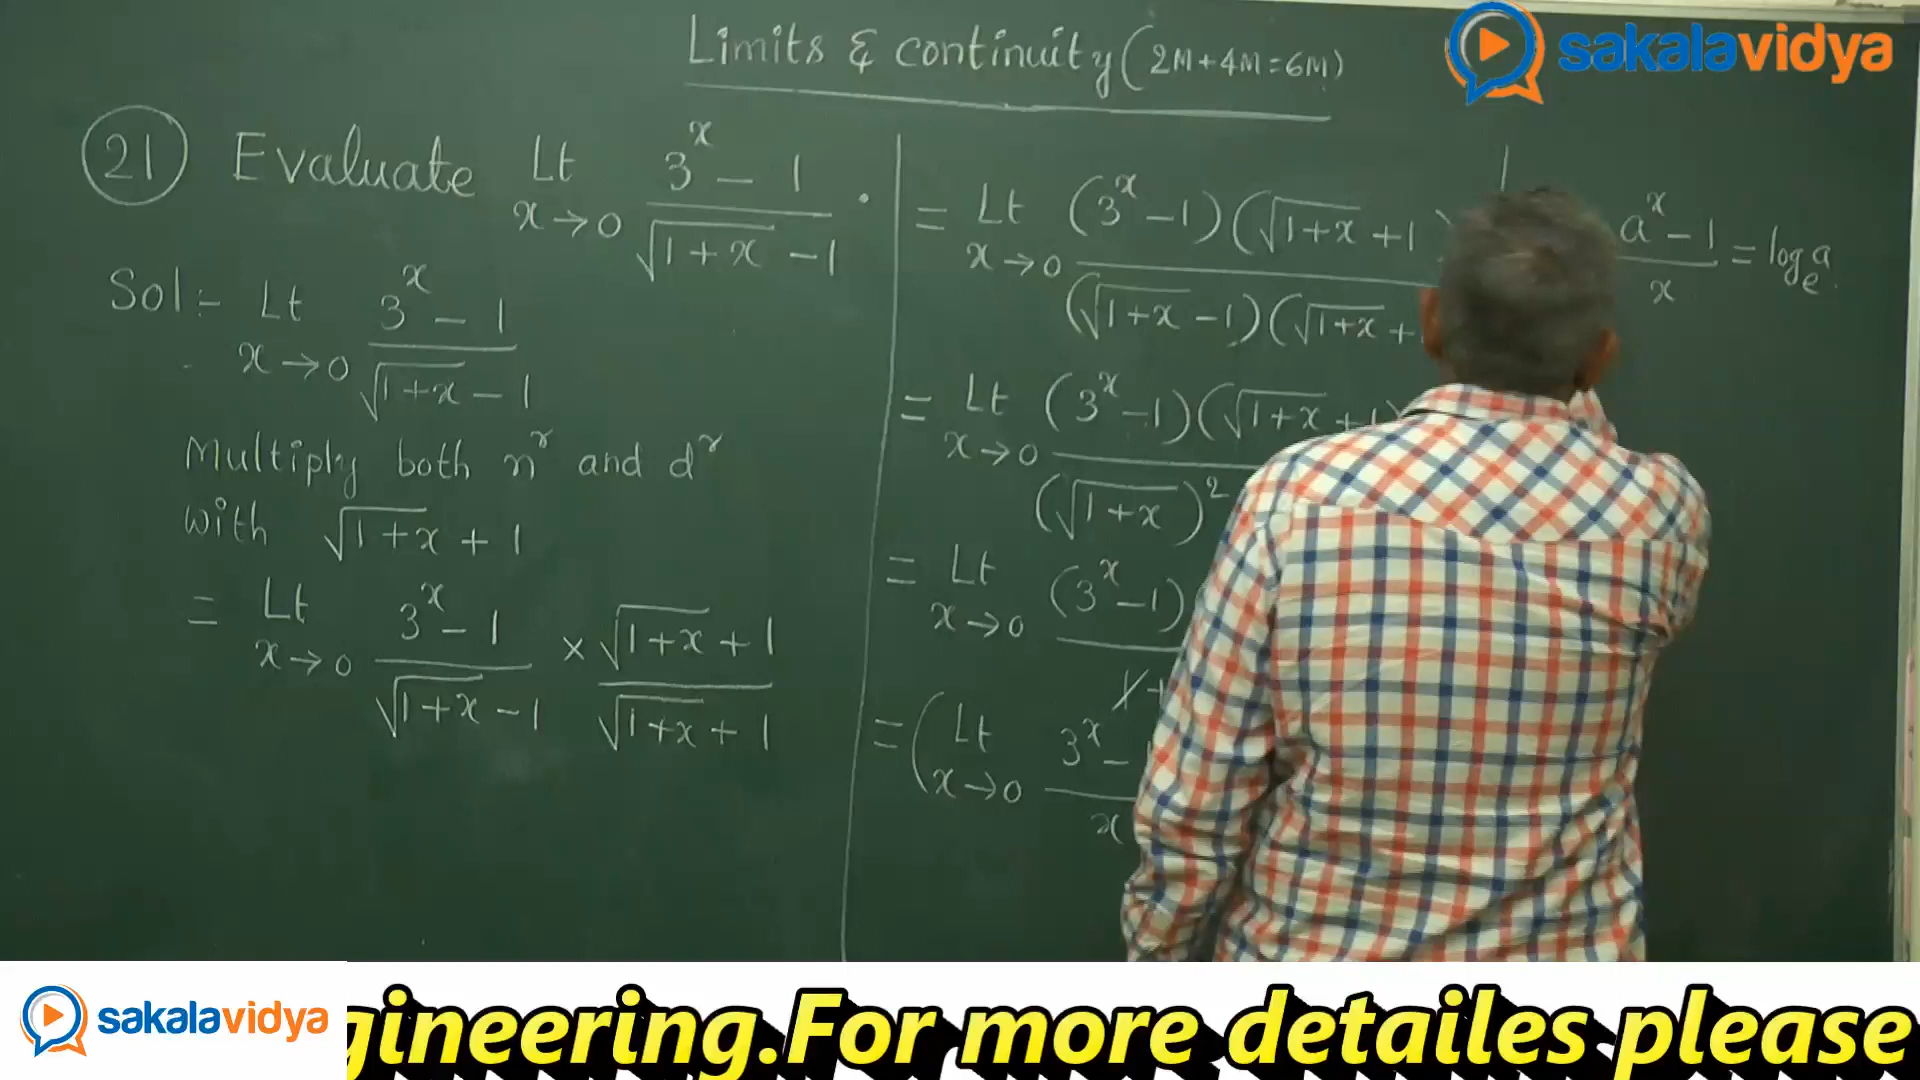 Limits & continuity (2M+4M=6M)
sakalavidya
21 Evaluate Lt x→0 (3^x − 1)/(√(1+x) − 1) .
Sol:- Lt x→0 (3^x − 1)/(√(1+x) − 1)
Multiply both n^r and d^r
with √(1+x) + 1
= Lt x→0 (3^x − 1)/(√(1+x) − 1) × (√(1+x) + 1)/(√(1+x) + 1)
= Lt x→0 (3^x − 1)(√(1+x) + 1
(√(1+x) − 1)(√(1+x) +
= Lt x→0 (3^x − 1)(√(1+x) + 1)
(√(1+x))^2
= Lt x→0 (3^x − 1)
1 +
= ( Lt x→0 3^x −
x
(a^x − 1)/x = log_e a
sakalavidya
gineering.For more detailes please